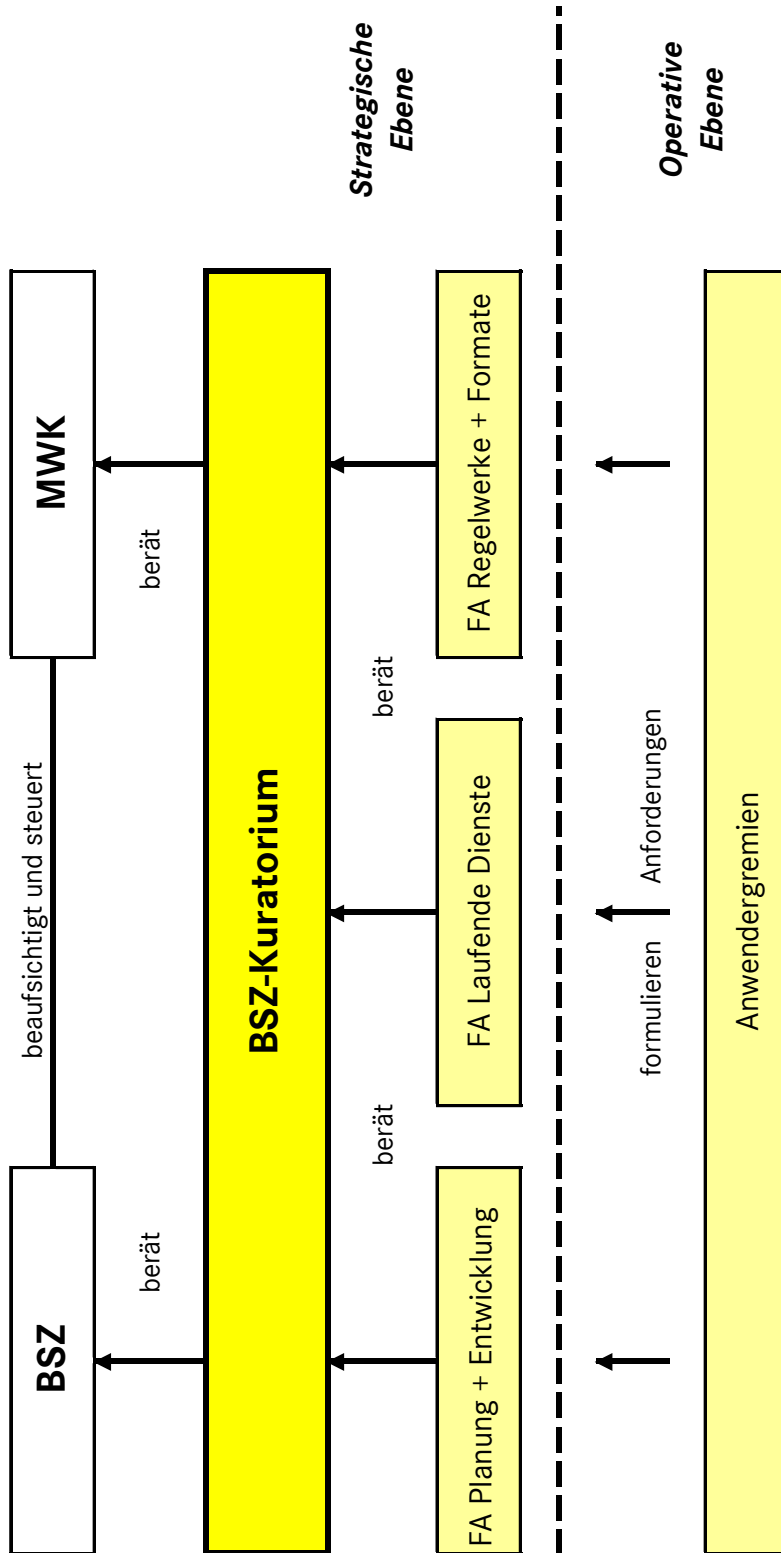 BSZ
beaufsichtigt und steuert
MWK
berät
berät
BSZ-Kuratorium
Strategische
Ebene
berät
berät
FA Planung + Entwicklung
FA Laufende Dienste
FA Regelwerke + Formate
formulieren
Anforderungen
Operative
Ebene
Anwendergremien